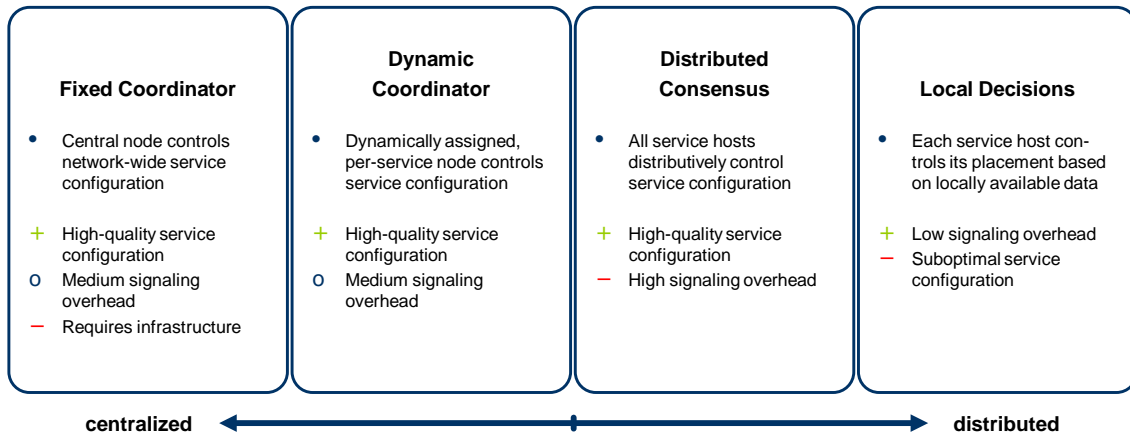 Fixed Coordinator
• Central node controls
network-wide service
configuration
+ High-quality service
configuration
o Medium signaling
overhead
− Requires infrastructure
Dynamic
Coordinator
• Dynamically assigned,
per-service node controls
service configuration
+ High-quality service
configuration
o Medium signaling
overhead
Distributed
Consensus
• All service hosts
distributively control
service configuration
+ High-quality service
configuration
− High signaling overhead
Local Decisions
• Each service host con-
trols its placement based
on locally available data
+ Low signaling overhead
− Suboptimal service
configuration
centralized
distributed